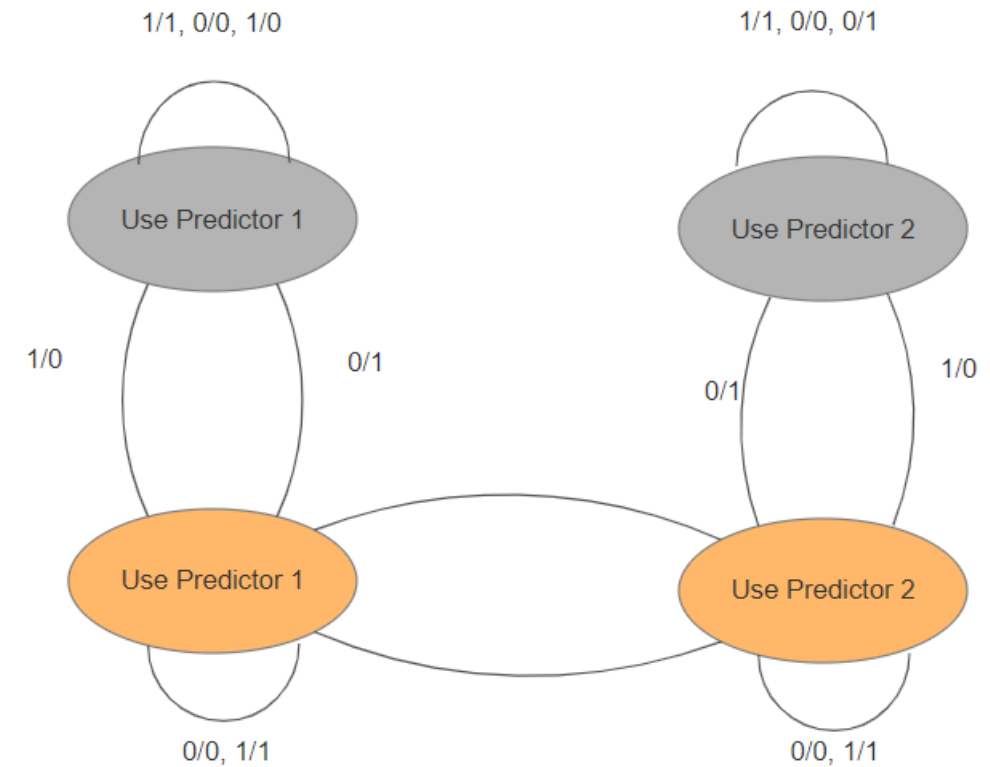 1/1, 0/0, 1/0
1/1, 0/0, 0/1
Use Predictor 1
Use Predictor 2
1/0
0/1
0/1
1/0
Use Predictor 1
Use Predictor 2
0/0, 1/1
0/0, 1/1